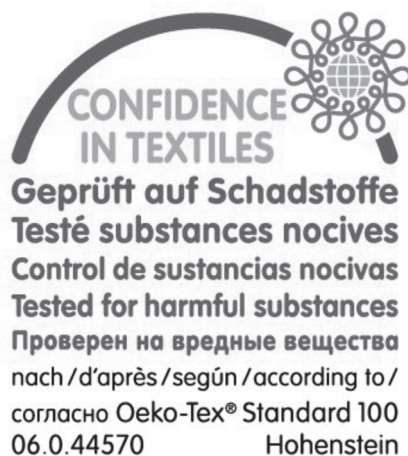 CONFIDENCE
IN TEXTILES
Geprüft auf Schadstoffe
Testé substances nocives
Control de sustancias nocivas
Tested for harmful substances
Проверен на вредные вещества
nach/d'après/según/according to/
согласно Oeko-Tex® Standard 100
06.0.44570 Hohenstein